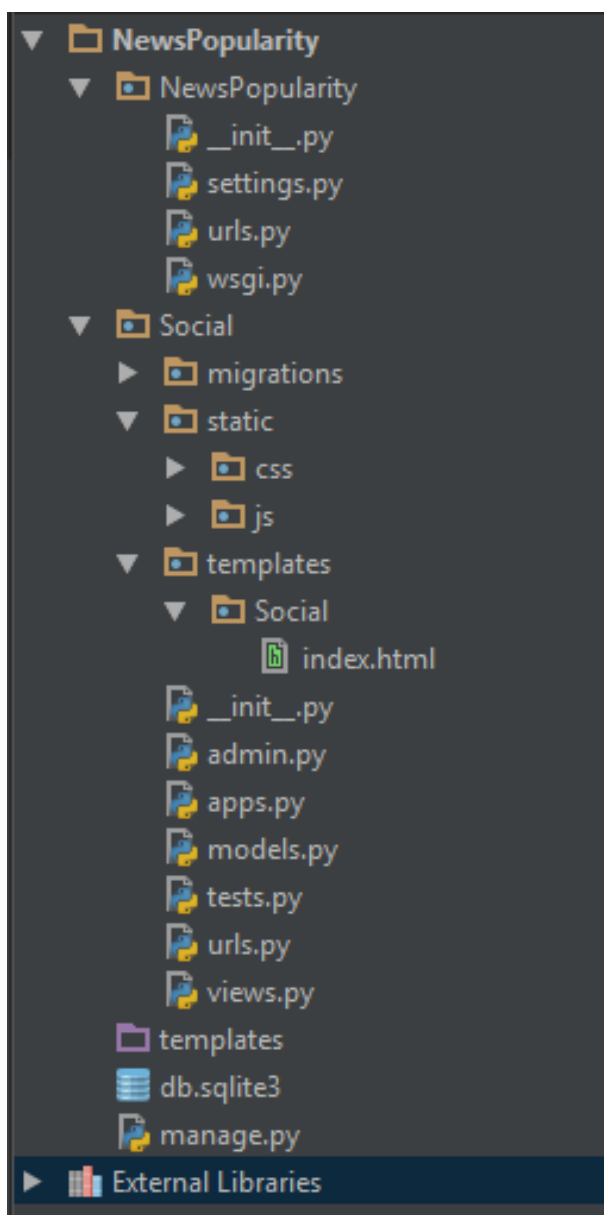 NewsPopularity
NewsPopularity
__init__.py
settings.py
urls.py
wsgi.py
Social
migrations
static
css
js
templates
Social
index.html
__init__.py
admin.py
apps.py
models.py
tests.py
urls.py
views.py
templates
db.sqlite3
manage.py
External Libraries